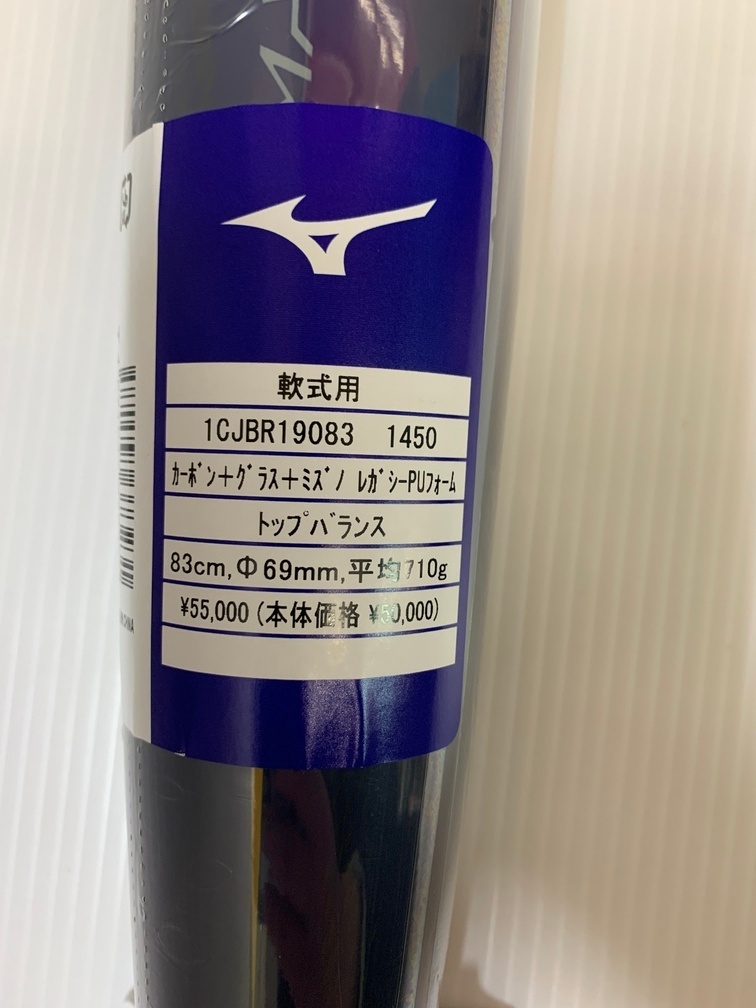 軟式用
1CJBR19083 1450
カーボン+グラス+ミズノ レガシーPUフォーム
トップバランス
83cm,Φ69mm,平均710g
¥55,000(本体価格 ¥50,000)